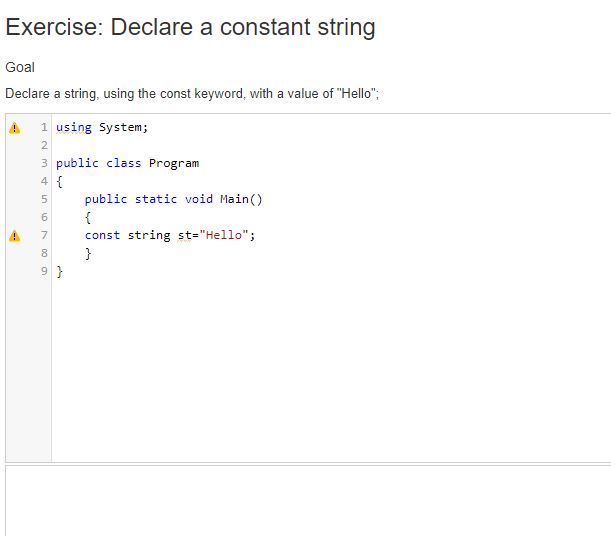 Exercise: Declare a constant string
Goal
Declare a string, using the const keyword, with a value of "Hello";
1 using System;
2
3 public class Program
4 {
5 public static void Main()
6 {
7 const string st="Hello";
8 }
9 }